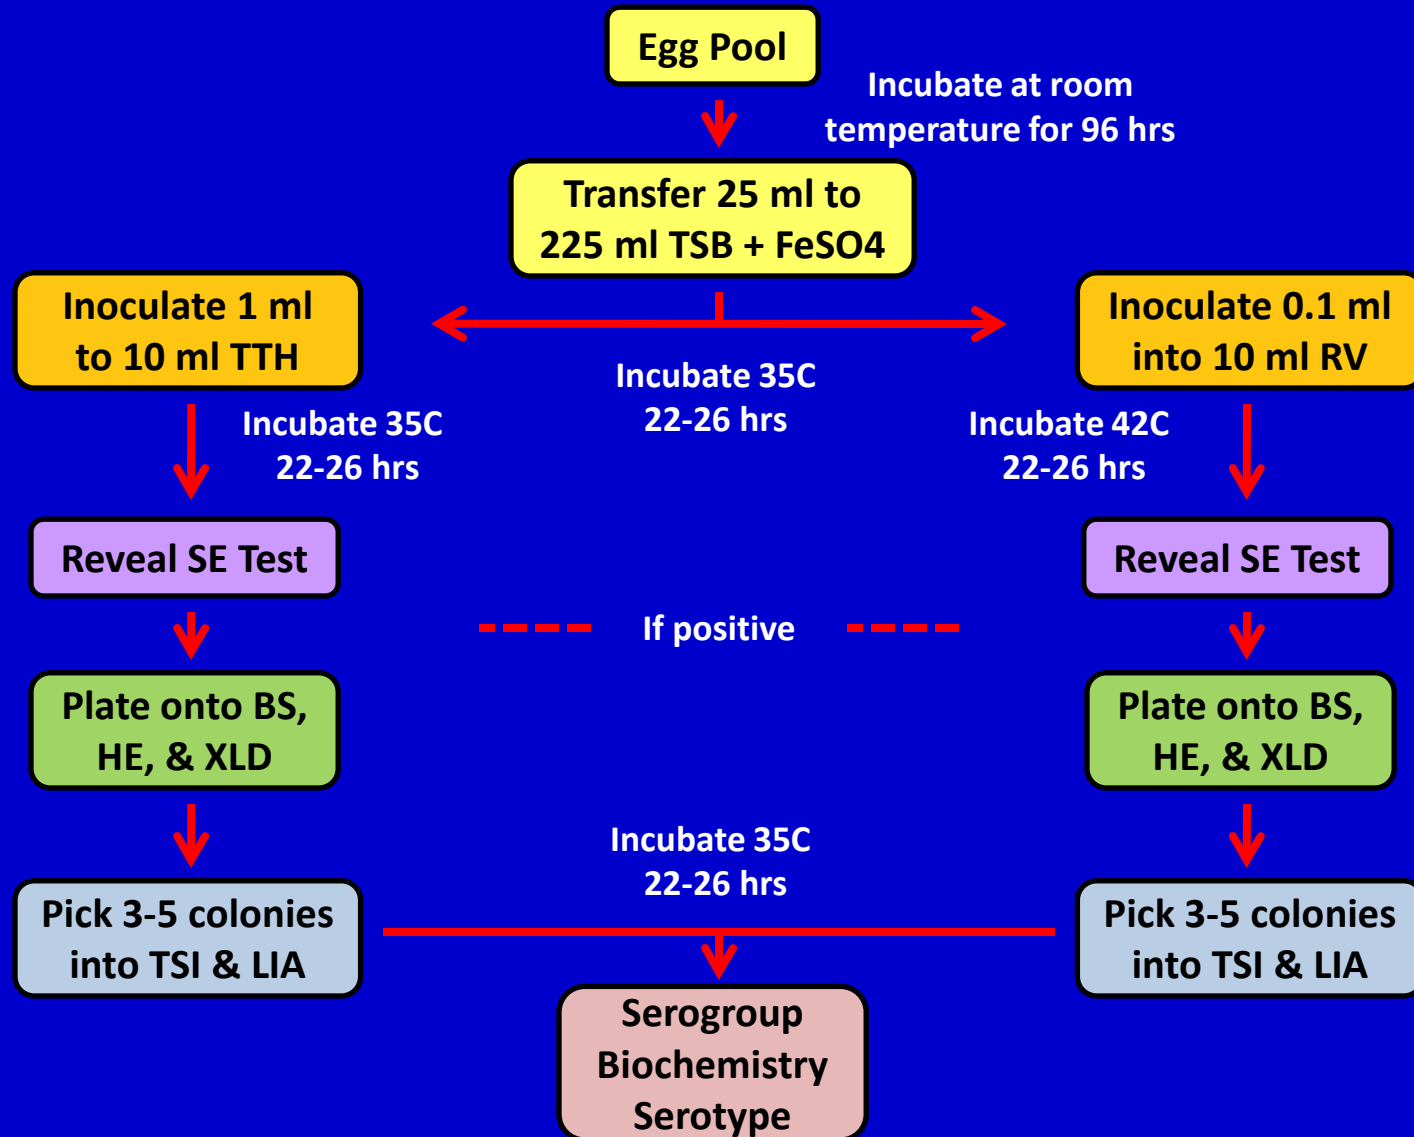 Egg Pool
Incubate at room
temperature for 96 hrs
Transfer 25 ml to
225 ml TSB + FeSO4
Inoculate 1 ml
to 10 ml TTH
Inoculate 0.1 ml
into 10 ml RV
Incubate 35C
22-26 hrs
Incubate 35C
22-26 hrs
Incubate 42C
22-26 hrs
Reveal SE Test
Reveal SE Test
If positive
Plate onto BS,
HE, & XLD
Plate onto BS,
HE, & XLD
Incubate 35C
22-26 hrs
Pick 3-5 colonies
into TSI & LIA
Pick 3-5 colonies
into TSI & LIA
Serogroup
Biochemistry
Serotype